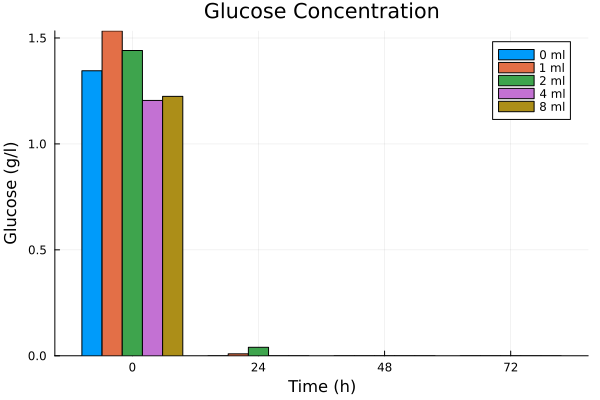 Glucose Concentration
1.5
1.0
0.5
0.0
Glucose (g/l)
0 ml
1 ml
2 ml
4 ml
8 ml
0 24 48 72
Time (h)